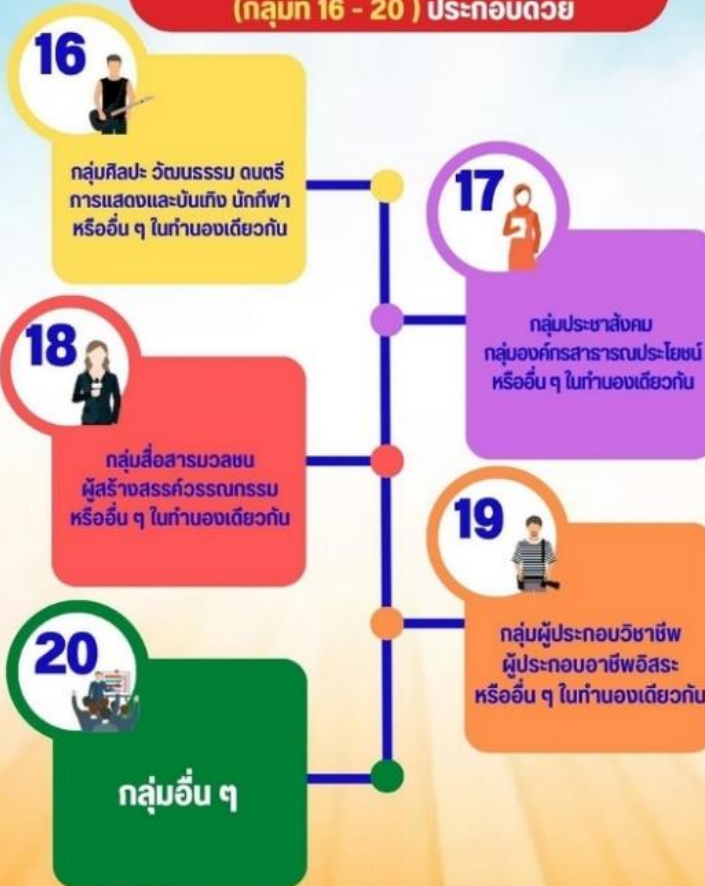 (กลุ่มที่ 16 - 20 ) ประกอบด้วย
16
กลุ่มศิลปะ วัฒนธรรม ดนตรี
การแสดงและบันเทิง นักกีฬา
หรืออื่น ๆ ในทำนองเดียวกัน
17
กลุ่มประชาสังคม
กลุ่มองค์กรสาธารณประโยชน์
หรืออื่น ๆ ในทำนองเดียวกัน
18
กลุ่มสื่อสารมวลชน
ผู้สร้างสรรค์วรรณกรรม
หรืออื่น ๆ ในทำนองเดียวกัน
19
กลุ่มผู้ประกอบวิชาชีพ
ผู้ประกอบอาชีพอิสระ
หรืออื่น ๆ ในทำนองเดียวกัน
20
กลุ่มอื่น ๆ